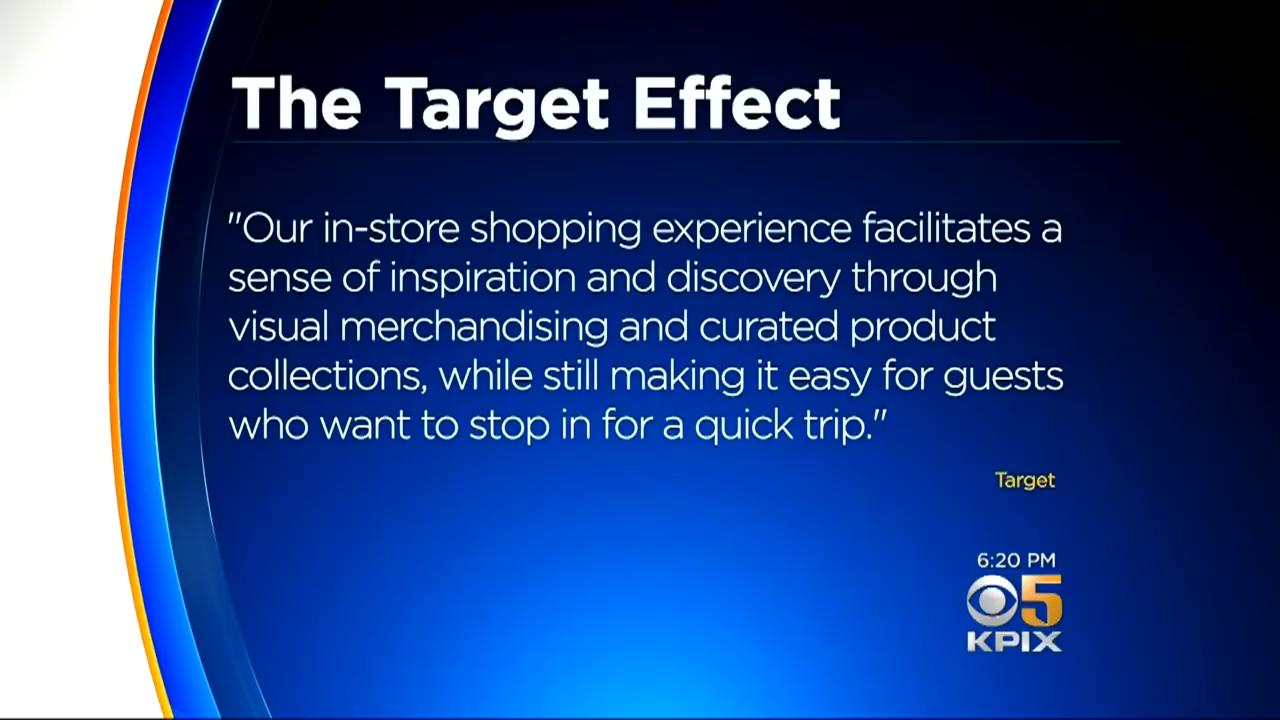 The Target Effect
"Our in-store shopping experience facilitates a
sense of inspiration and discovery through
visual merchandising and curated product
collections, while still making it easy for guests
who want to stop in for a quick trip."
Target
6:20 PM
5
KPIX